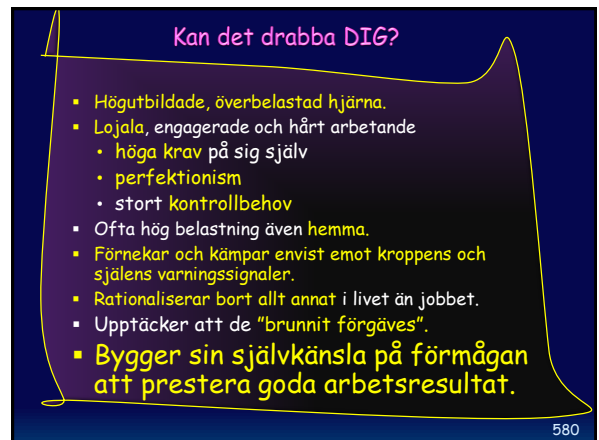 Kan det drabba DIG?
▪ Högutbildade, överbelastad hjärna.
▪ Lojala, engagerade och hårt arbetande
• höga krav på sig själv
• perfektionism
• stort kontrollbehov
▪ Ofta hög belastning även hemma.
▪ Förnekar och kämpar envist emot kroppens och
själens varningssignaler.
▪ Rationaliserar bort allt annat i livet än jobbet.
▪ Upptäcker att de ”brunnit förgäves”.
▪ Bygger sin självkänsla på förmågan
att prestera goda arbetsresultat.
580